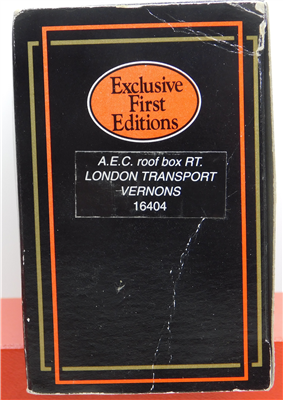 Exclusive
First
Editions
A.E.C. roof box RT.
LONDON TRANSPORT
VERNONS
16404